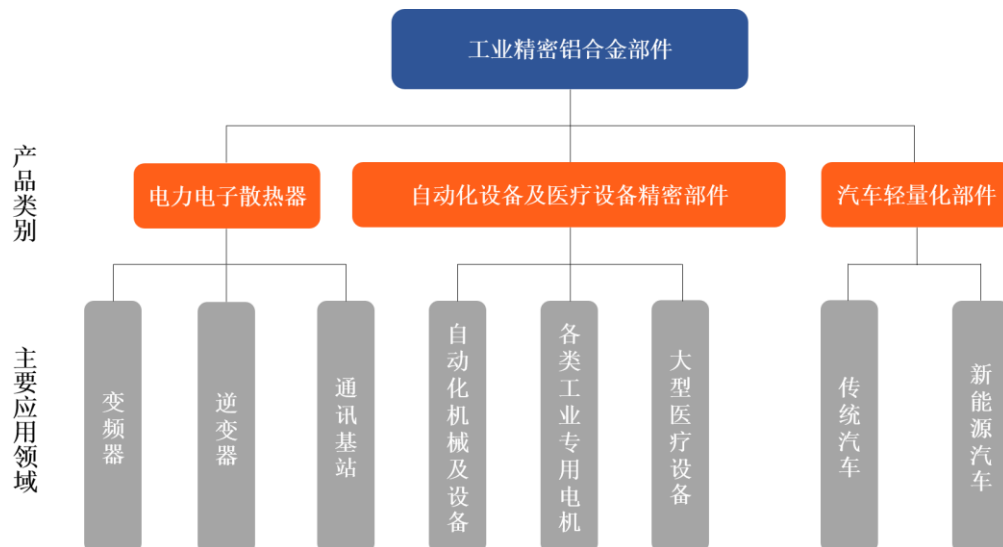 工业精密铝合金部件
产品类别
电力电子散热器
自动化设备及医疗设备精密部件
汽车轻量化部件
主要应用领域
变频器
逆变器
通讯基站
自动化机械及设备
各类工业专用电机
大型医疗设备
传统汽车
新能源汽车